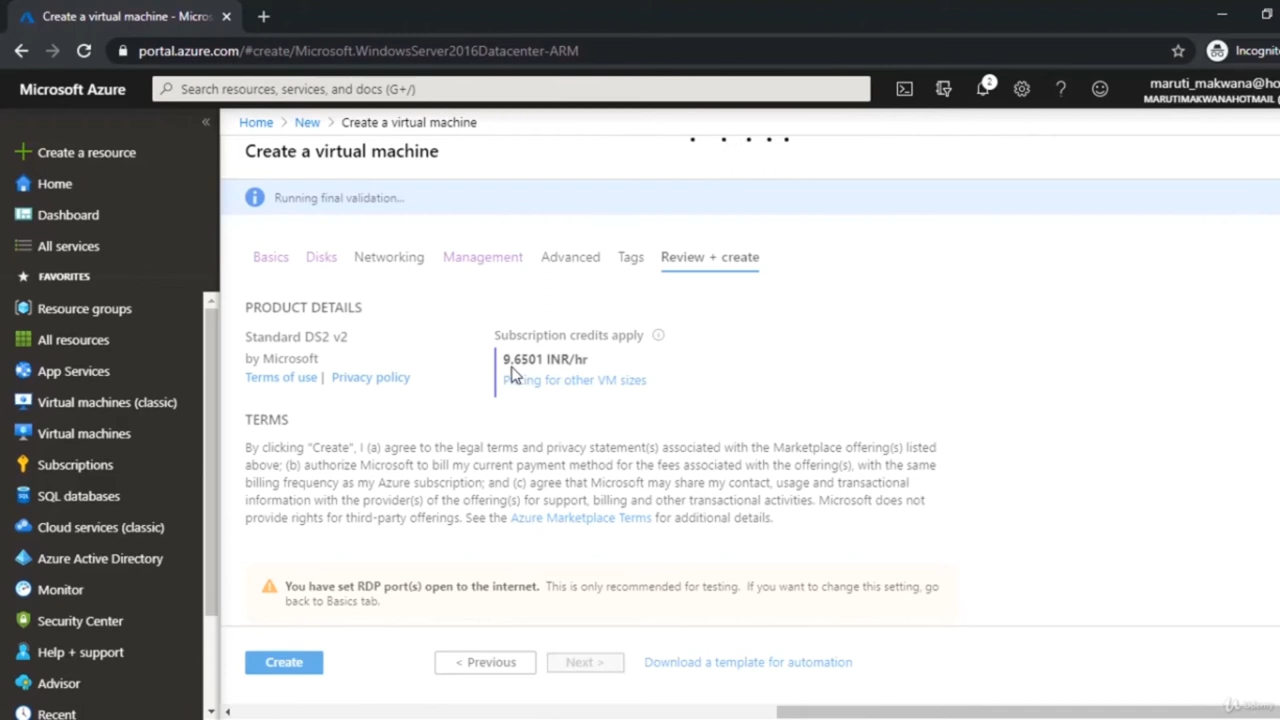 Create a virtual machine - Micros
portal.azure.com/#create/Microsoft.WindowsServer2016Datacenter-ARM
Incognito
Microsoft Azure
Search resources, services, and docs (G+/)
2
maruti_makwana@ho
MARUTIMAKWANAHOTMAIL (
Create a resource
Home
Dashboard
All services
FAVORITES
Resource groups
All resources
App Services
Virtual machines (classic)
Virtual machines
Subscriptions
SQL databases
Cloud services (classic)
Azure Active Directory
Monitor
Security Center
Help + support
Advisor
Recent
Home > New > Create a virtual machine
Create a virtual machine
Running final validation...
Basics Disks Networking Management Advanced Tags Review + create
PRODUCT DETAILS
Standard DS2 v2
by Microsoft
Terms of use | Privacy policy
Subscription credits apply
9.6501 INR/hr
Pricing for other VM sizes
TERMS
By clicking "Create", I (a) agree to the legal terms and privacy statement(s) associated with the Marketplace offering(s) listed
above; (b) authorize Microsoft to bill my current payment method for the fees associated with the offering(s), with the same
billing frequency as my Azure subscription; and (c) agree that Microsoft may share my contact, usage and transactional
information with the provider(s) of the offering(s) for support, billing and other transactional activities. Microsoft does not
provide rights for third-party offerings. See the Azure Marketplace Terms for additional details.
You have set RDP port(s) open to the internet. This is only recommended for testing. If you want to change this setting, go
back to Basics tab.
Create
< Previous
Next >
Download a template for automation
Udemy